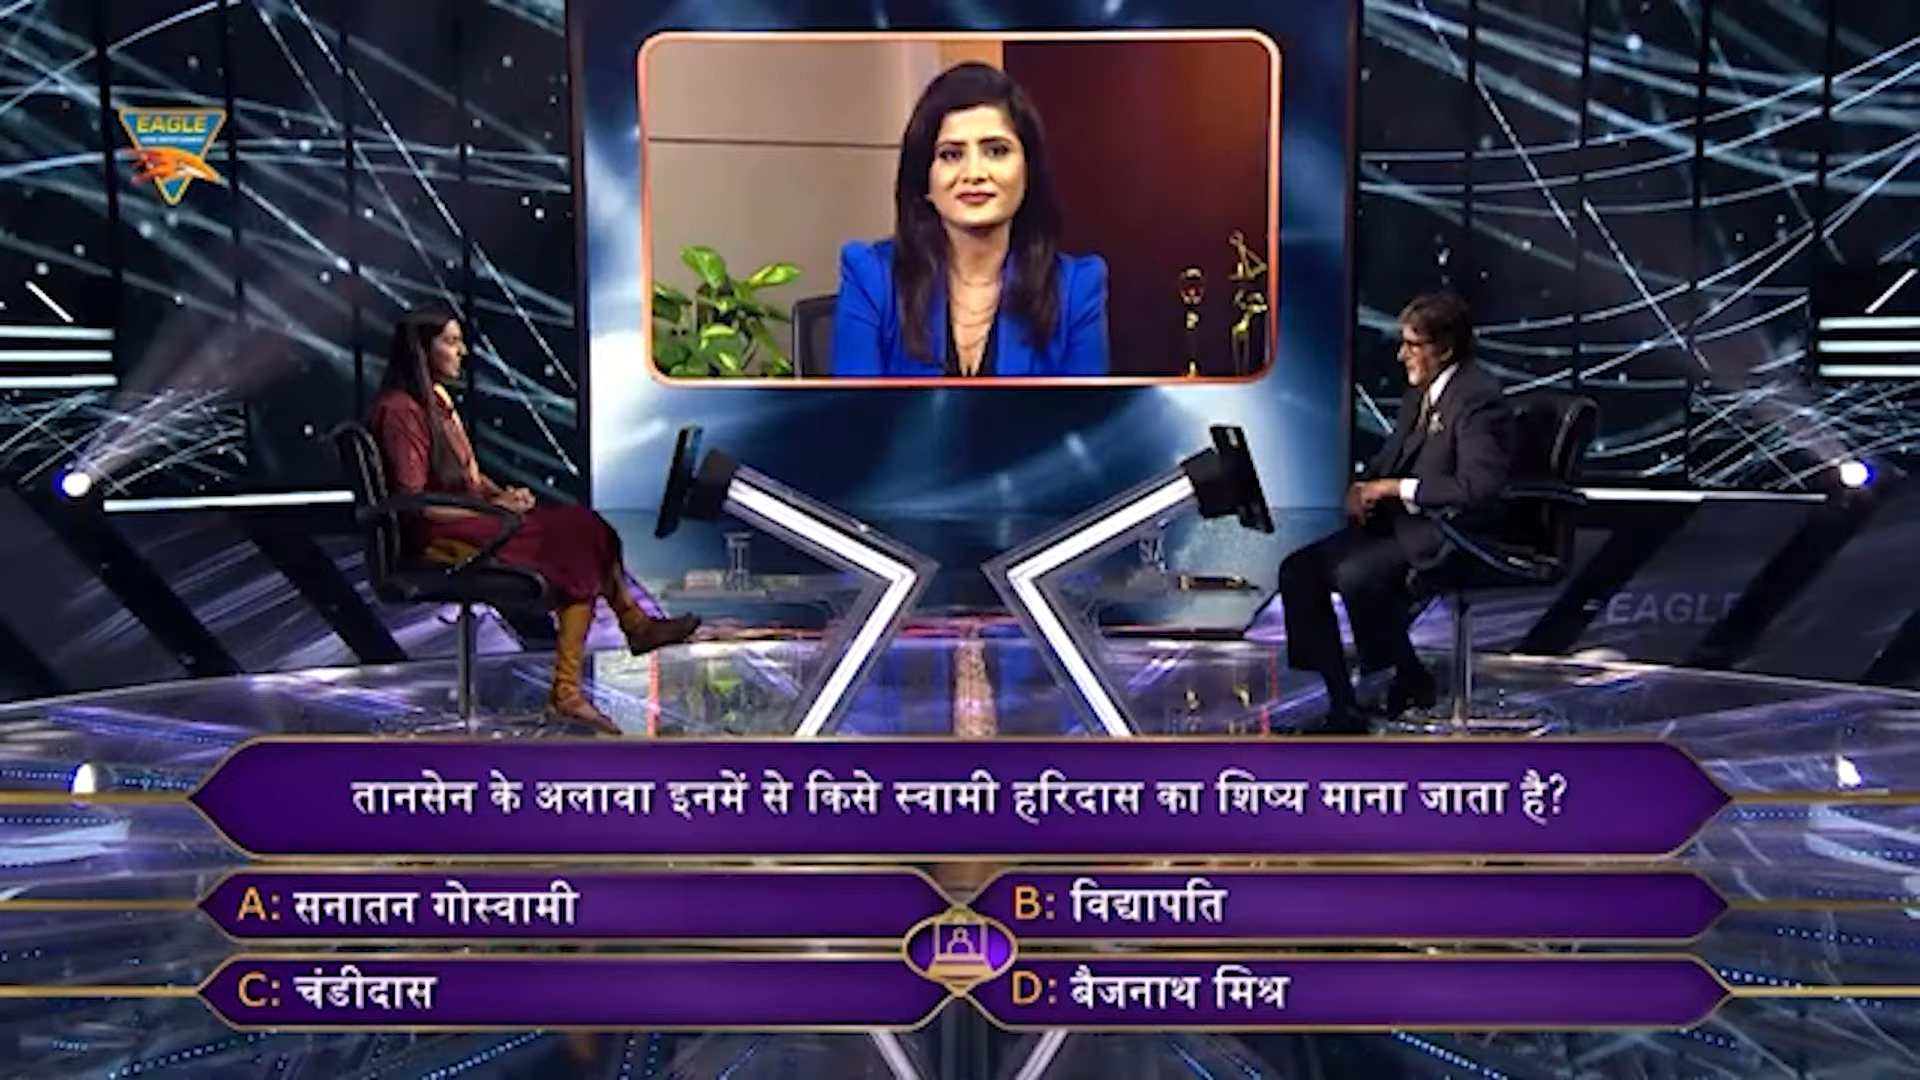 EAGLE
EAGLE
तानसेन के अलावा इनमें से किसे स्वामी हरिदास का शिष्य माना जाता है?
A: सनातन गोस्वामी
B: विद्यापति
C: चंडीदास
D: बैजनाथ मिश्र